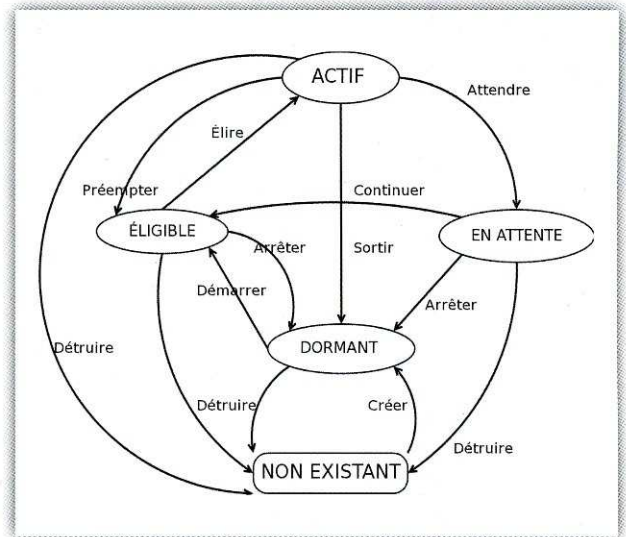 ACTIF
Attendre
Élire
Préempter
Continuer
ÉLIGIBLE
EN ATTENTE
Arrêter
Sortir
Démarrer
Arrêter
DORMANT
Détruire
Détruire
Créer
Détruire
NON EXISTANT